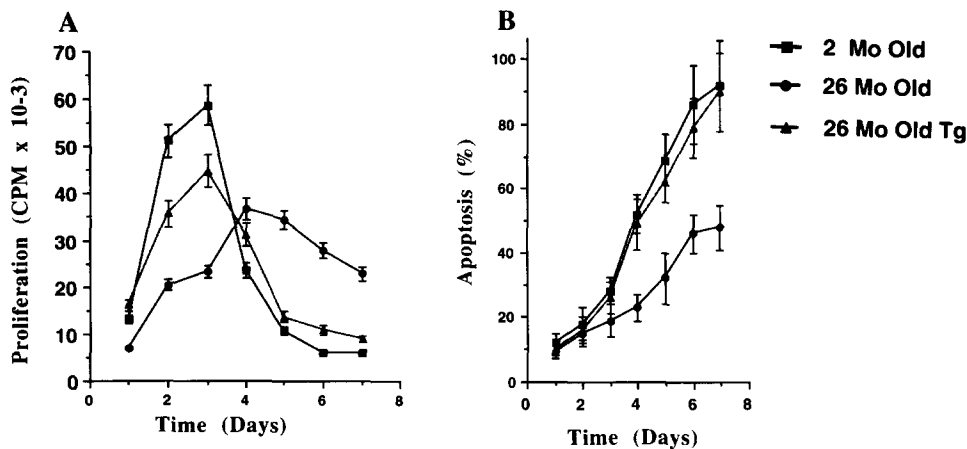 A
Proliferation (CPM x 10-3)
70
60
50
40
30
20
10
0
0
2
4
6
8
Time (Days)
B
Apoptosis (%)
100
80
60
40
20
0
0
2
4
6
8
Time (Days)
2 Mo Old
26 Mo Old
26 Mo Old Tg